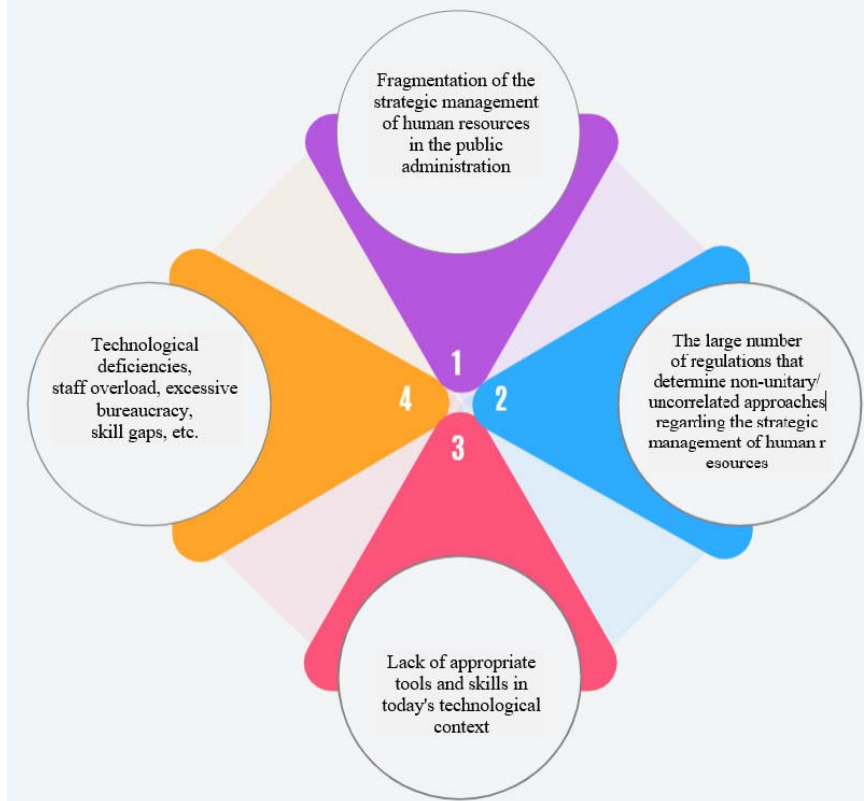 Fragmentation of the
strategic management
of human resources
in the public
administration
1
Technological
deficiencies,
staff overload, excessive
bureaucracy,
skill gaps, etc.
4
2
The large number
of regulations that
determine non-unitary/
uncorrelated approaches
regarding the strategic
management of human r
esources
3
Lack of appropriate
tools and skills in
today's technological
context